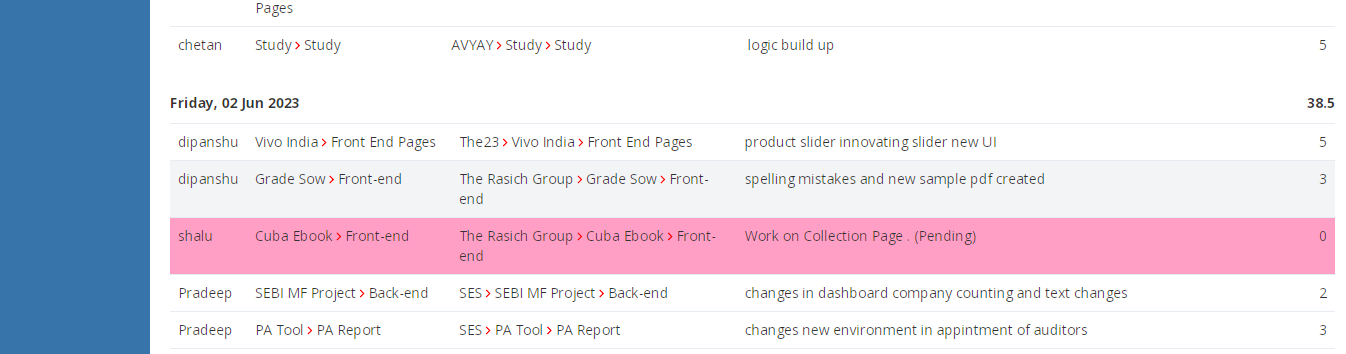 Pages
chetan Study > Study AVYAY > Study > Study logic build up 5
Friday, 02 Jun 2023 38.5
dipanshu Vivo India > Front End Pages The23 > Vivo India > Front End Pages product slider innovating slider new UI 5
dipanshu Grade Sow > Front-end The Rasich Group > Grade Sow > Front- spelling mistakes and new sample pdf created 3
end
shalu Cuba Ebook > Front-end The Rasich Group > Cuba Ebook > Front- Work on Collection Page . (Pending) 0
end
Pradeep SEBI MF Project > Back-end SES > SEBI MF Project > Back-end changes in dashboard company counting and text changes 2
Pradeep PA Tool > PA Report SES > PA Tool > PA Report changes new environment in appintment of auditors 3